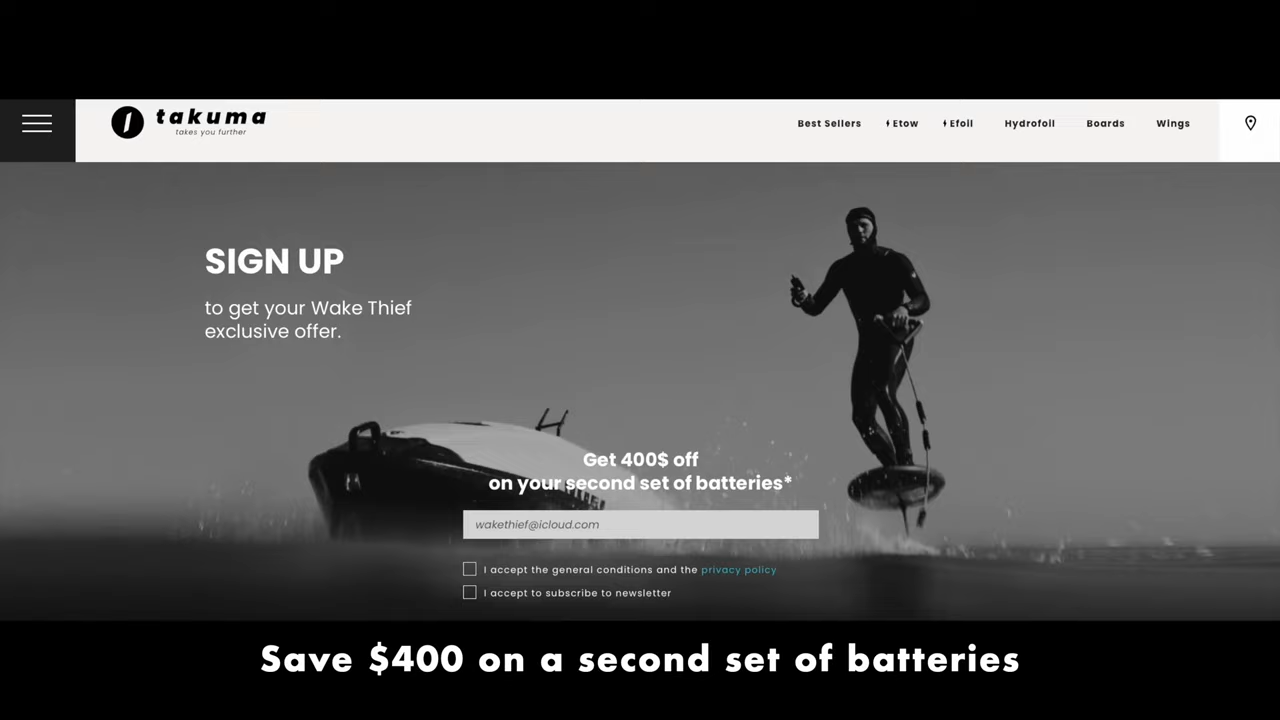 takuma
takes you further
Best Sellers
Etow
Efoil
Hydrofoil
Boards
Wings
SIGN UP
to get your Wake Thief
exclusive offer.
Get 400$ off
on your second set of batteries*
wakethief@icloud.com
I accept the general conditions and the privacy policy
I accept to subscribe to newsletter
Save $400 on a second set of batteries